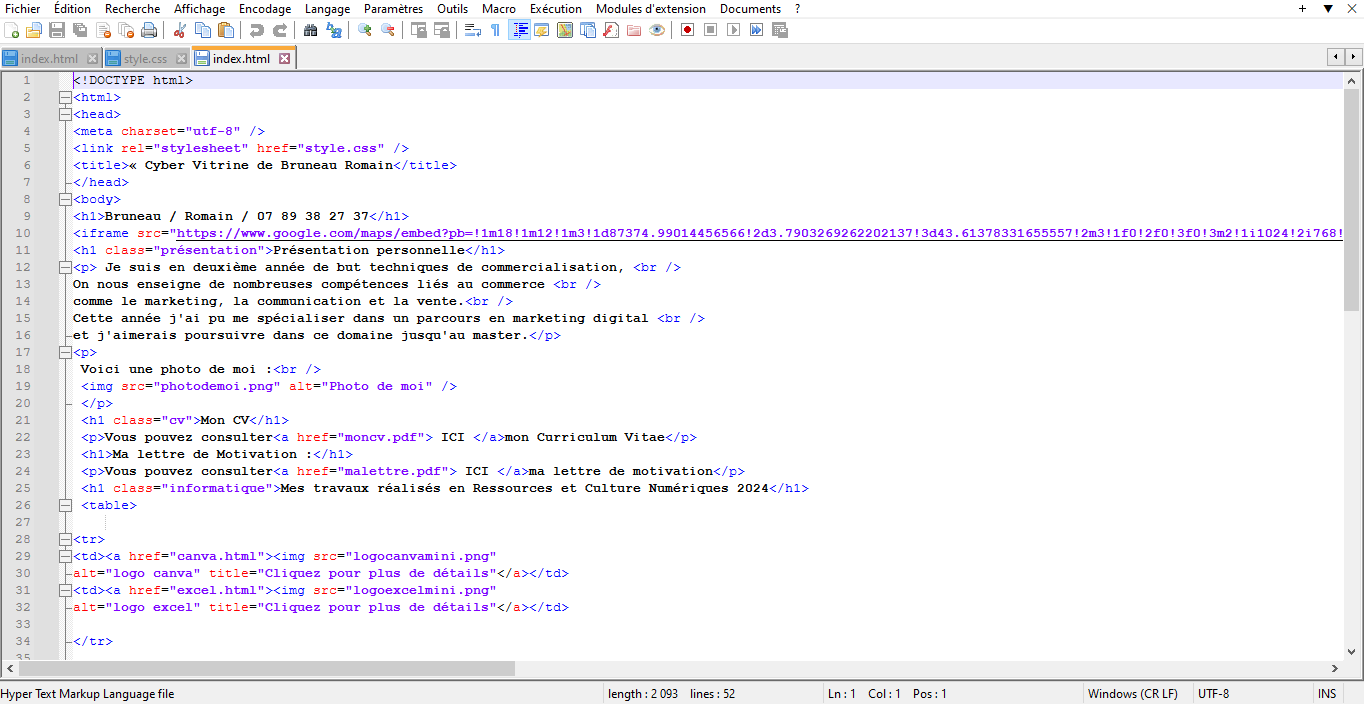 Fichier Édition Recherche Affichage Encodage Langage Paramètres Outils Macro Exécution Modules d'extension Documents ? + ▼ ✕
index.html style.css index.html
1 <!DOCTYPE html>
2 <html>
3 <head>
4 <meta charset="utf-8" />
5 <link rel="stylesheet" href="style.css" />
6 <title>« Cyber Vitrine de Bruneau Romain</title>
7 </head>
8 <body>
9 <h1>Bruneau / Romain / 07 89 38 27 37</h1>
10 <iframe src="https://www.google.com/maps/embed?pb=!1m18!1m12!1m3!1d87374.99014456566!2d3.7903269262202137!3d43.61378331655557!2m3!1f0!2f0!3f0!3m2!1i1024!2i768!
11 <h1 class="présentation">Présentation personnelle</h1>
12 <p> Je suis en deuxième année de but techniques de commercialisation, <br />
13 On nous enseigne de nombreuses compétences liés au commerce <br />
14 comme le marketing, la communication et la vente.<br />
15 Cette année j'ai pu me spécialiser dans un parcours en marketing digital <br />
16 et j'aimerais poursuivre dans ce domaine jusqu'au master.</p>
17 <p>
18 Voici une photo de moi :<br />
19 <img src="photodemoi.png" alt="Photo de moi" />
20 </p>
21 <h1 class="cv">Mon CV</h1>
22 <p>Vous pouvez consulter<a href="moncv.pdf"> ICI </a>mon Curriculum Vitae</p>
23 <h1>Ma lettre de Motivation :</h1>
24 <p>Vous pouvez consulter<a href="malettre.pdf"> ICI </a>ma lettre de motivation</p>
25 <h1 class="informatique">Mes travaux réalisés en Ressources et Culture Numériques 2024</h1>
26 <table>
27
28 <tr>
29 <td><a href="canva.html"><img src="logocanvamini.png"
30 alt="logo canva" title="Cliquez pour plus de détails"</a></td>
31 <td><a href="excel.html"><img src="logoexcelmini.png"
32 alt="logo excel" title="Cliquez pour plus de détails"</a></td>
33
34 </tr>
35
Hyper Text Markup Language file length : 2 093 lines : 52 Ln : 1 Col : 1 Pos : 1 Windows (CR LF) UTF-8 INS